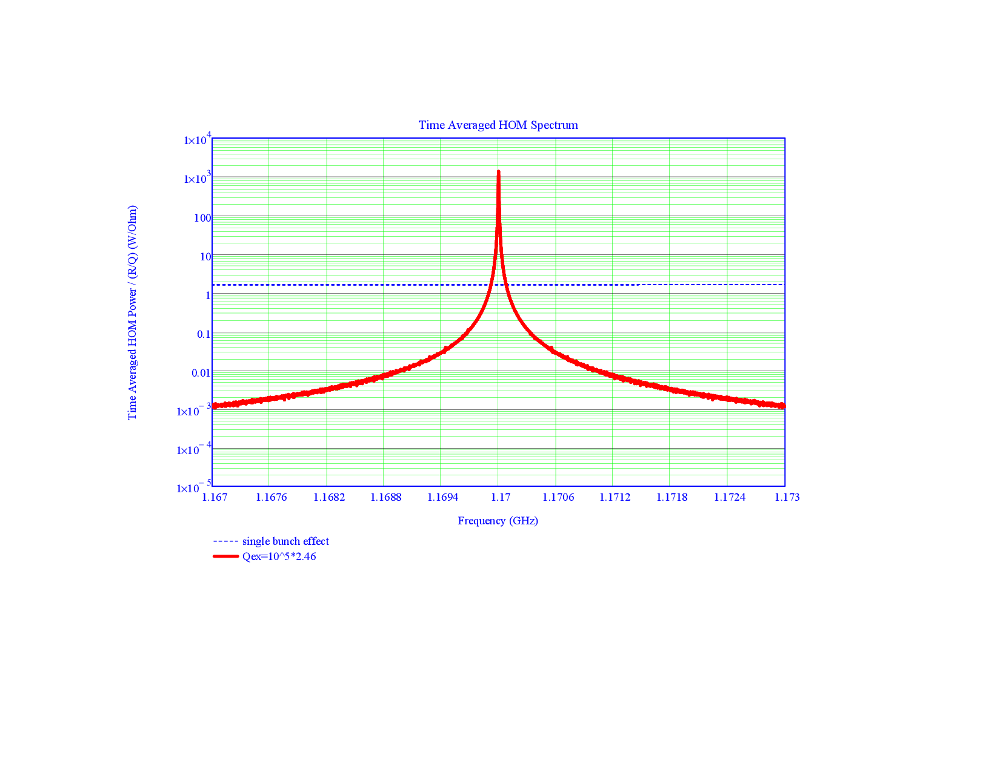 Time Averaged HOM Spectrum
1×10^4
1×10^3
100
10
1
0.1
0.01
1×10^−3
1×10^−4
1×10^−5
Time Averaged HOM Power / (R/Q) (W/Ohm)
1.167 1.1676 1.1682 1.1688 1.1694 1.17 1.1706 1.1712 1.1718 1.1724 1.173
Frequency (GHz)
single bunch effect
Qex=10^5*2.46